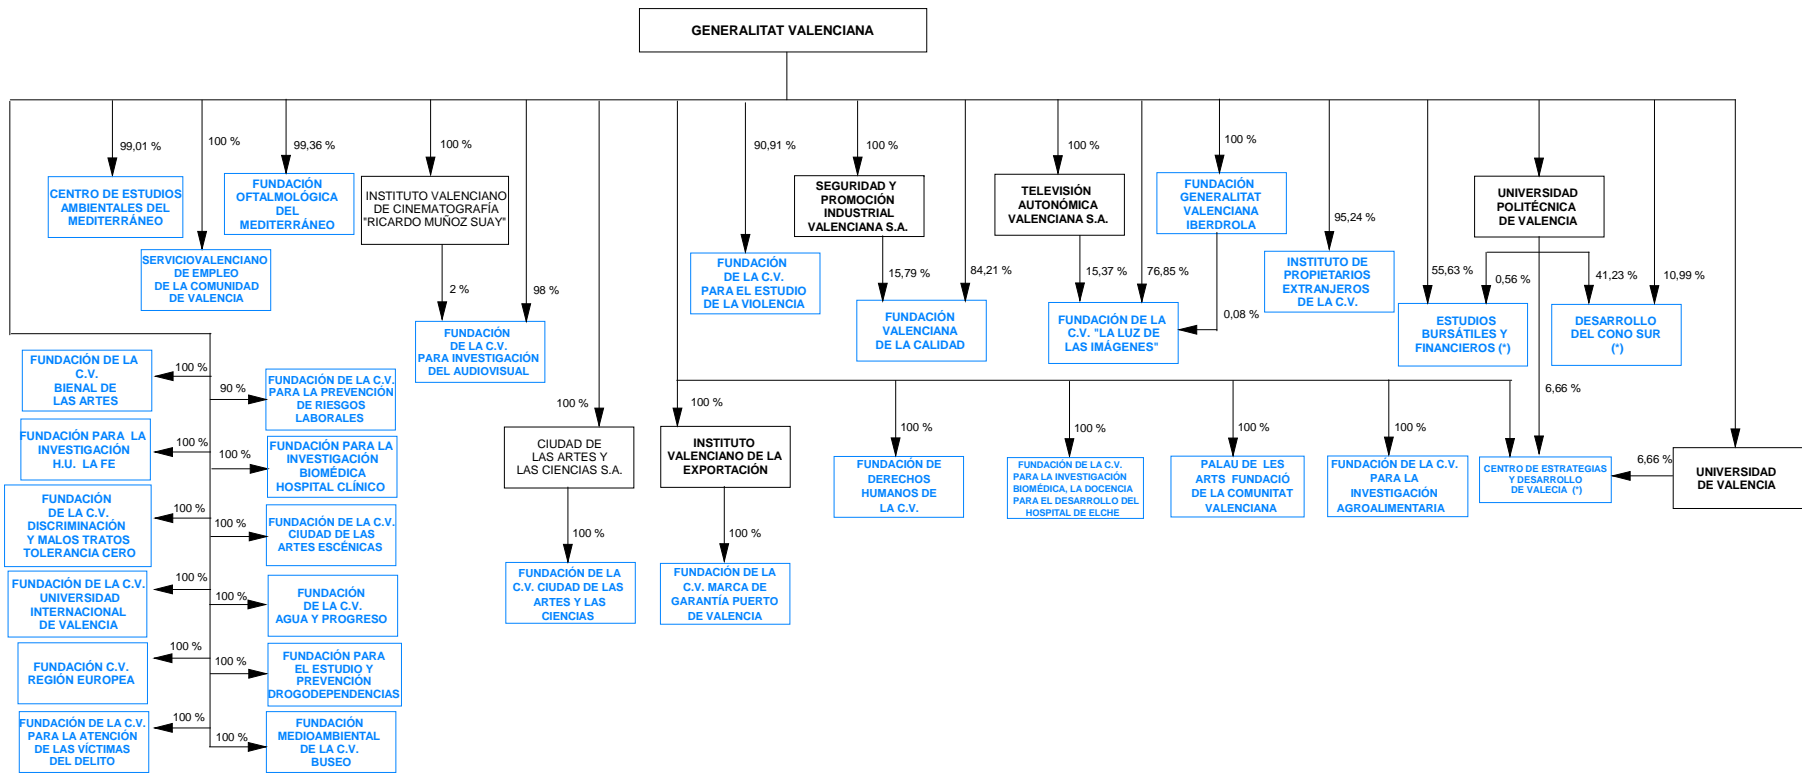 GENERALITAT VALENCIANA
99,01 %
100 %
99,36 %
100 %
90,91 %
100 %
100 %
100 %
95,24 %
CENTRO DE ESTUDIOS
AMBIENTALES DEL
MEDITERRÁNEO
FUNDACIÓN
OFTALMOLÓGICA
DEL
MEDITERRÁNEO
INSTITUTO VALENCIANO
DE CINEMATOGRAFÍA
"RICARDO MUÑOZ SUAY"
SEGURIDAD Y
PROMOCIÓN
INDUSTRIAL
VALENCIANA S.A.
TELEVISIÓN
AUTONÓMICA
VALENCIANA S.A.
FUNDACIÓN
GENERALITAT
VALENCIANA
IBERDROLA
UNIVERSIDAD
POLITÉCNICA
DE VALENCIA
SERVICIOVALENCIANO
DE EMPLEO
DE LA COMUNIDAD
DE VALENCIA
2 %
98 %
FUNDACIÓN
DE LA C.V.
PARA EL ESTUDIO
DE LA VIOLENCIA
15,79 %
84,21 %
15,37 %
76,85 %
0,08 %
INSTITUTO DE
PROPIETARIOS
EXTRANJEROS
DE LA C.V.
55,63 %
0,56 %
41,23 %
10,99 %
FUNDACIÓN
DE LA C.V.
PARA INVESTIGACIÓN
DEL AUDIOVISUAL
FUNDACIÓN
VALENCIANA
DE LA CALIDAD
FUNDACIÓN DE LA
C.V. "LA LUZ DE
LAS IMÁGENES"
ESTUDIOS
BURSÁTILES Y
FINANCIEROS (*)
DESARROLLO
DEL CONO SUR
(*)
FUNDACIÓN DE LA
C.V.
BIENAL DE
LAS ARTES
100 %
90 %
FUNDACIÓN DE LA C.V.
PARA LA PREVENCIÓN
DE RIESGOS
LABORALES
FUNDACIÓN PARA  LA
INVESTIGACIÓN
H.U.  LA FE
100 %
100 %
FUNDACIÓN PARA LA
INVESTIGACIÓN
BIOMÉDICA
HOSPITAL CLÍNICO
FUNDACIÓN
DE LA C.V.
DISCRIMINACIÓN
Y MALOS TRATOS
TOLERANCIA CERO
100 %
100 %
FUNDACIÓN DE LA C.V.
CIUDAD DE LAS
ARTES ESCÉNICAS
FUNDACIÓN DE LA C.V.
UNIVERSIDAD
INTERNACIONAL
DE VALENCIA
100 %
100 %
FUNDACIÓN
DE LA C.V.
AGUA Y PROGRESO
FUNDACIÓN C.V.
REGIÓN EUROPEA
100 %
100 %
FUNDACIÓN PARA
EL ESTUDIO Y
PREVENCIÓN
DROGODEPENDENCIAS
FUNDACIÓN DE LA C.V.
PARA LA ATENCIÓN
DE LAS VÍCTIMAS
DEL DELITO
100 %
100 %
FUNDACIÓN
MEDIOAMBIENTAL
DE LA C.V.
BUSEO
100 %
100 %
CIUDAD DE
LAS ARTES Y
LAS CIENCIAS S.A.
INSTITUTO
VALENCIANO DE LA
EXPORTACIÓN
100 %
100 %
100 %
100 %
6,66 %
6,66 %
FUNDACIÓN DE
DERECHOS
HUMANOS DE
LA C.V.
FUNDACIÓN DE LA C.V.
PARA LA INVESTIGACIÓN
BIOMÉDICA, LA DOCENCIA
PARA EL DESARROLLO DEL
HOSPITAL DE ELCHE
PALAU DE  LES
ARTS  FUNDACIÓ
DE LA COMUNITAT
VALENCIANA
FUNDACIÓN DE LA C.V.
PARA LA
INVESTIGACIÓN
AGROALIMENTARIA
CENTRO DE ESTRATEGIAS
Y DESARROLLO
DE VALECIA  (*)
UNIVERSIDAD
DE VALENCIA
100 %
100 %
FUNDACIÓN DE LA
C.V. CIUDAD DE LAS
ARTES Y LAS
CIENCIAS
FUNDACIÓN DE LA
C.V. MARCA DE
GARANTÍA PUERTO
DE VALENCIA